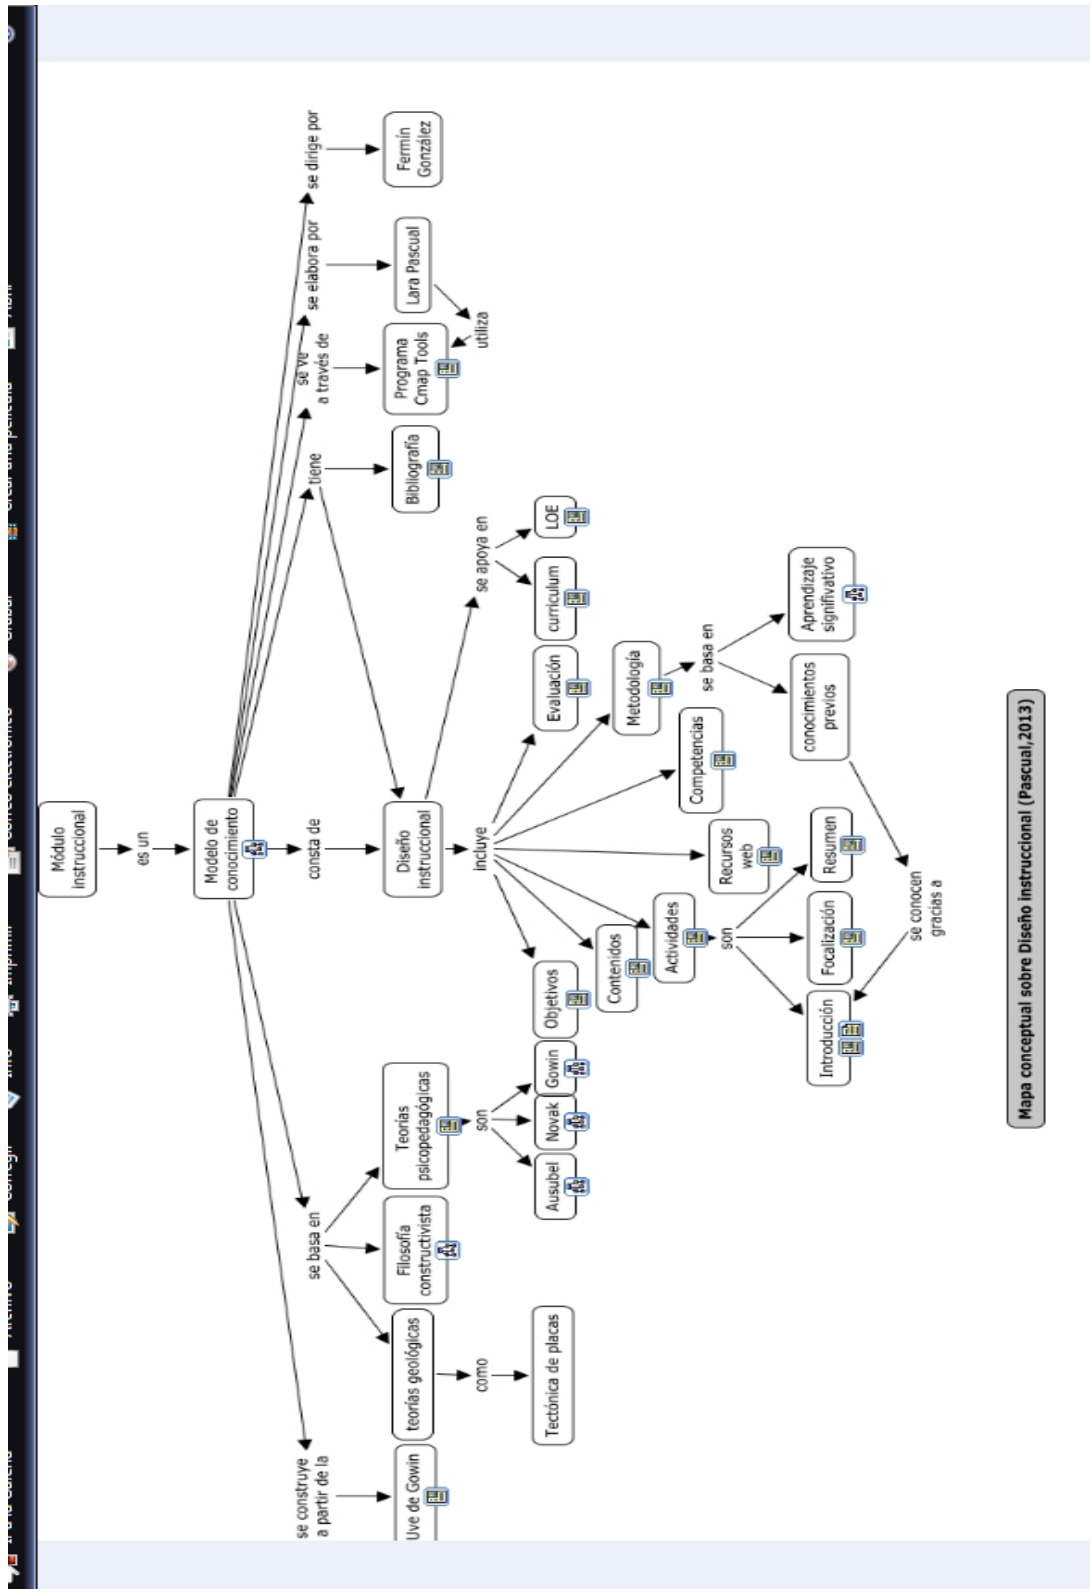 Módulo
instruccional
es un
Modelo de
conocimiento
se construye
a partir de la
se basa en
consta de
tiene
se ve
a través de
se elabora por
se dirige por
Uve de Gowin
teorías geológicas
Filosofía
constructivista
Teorías
psicopedagógicas
Diseño
instruccional
Bibliografía
Programa
Cmap Tools
Lara Pascual
Fermín
González
como
son
incluye
se apoya en
utiliza
Tectónica de placas
Ausubel
Novak
Gowin
Objetivos
Contenidos
Actividades
Recursos
web
Competencias
Metodología
Evaluación
curriculum
LOE
son
se basa en
Introducción
Focalización
Resumen
conocimientos
previos
Aprendizaje
signifivativo
se conocen
gracias a
Mapa conceptual sobre Diseño instruccional (Pascual,2013)